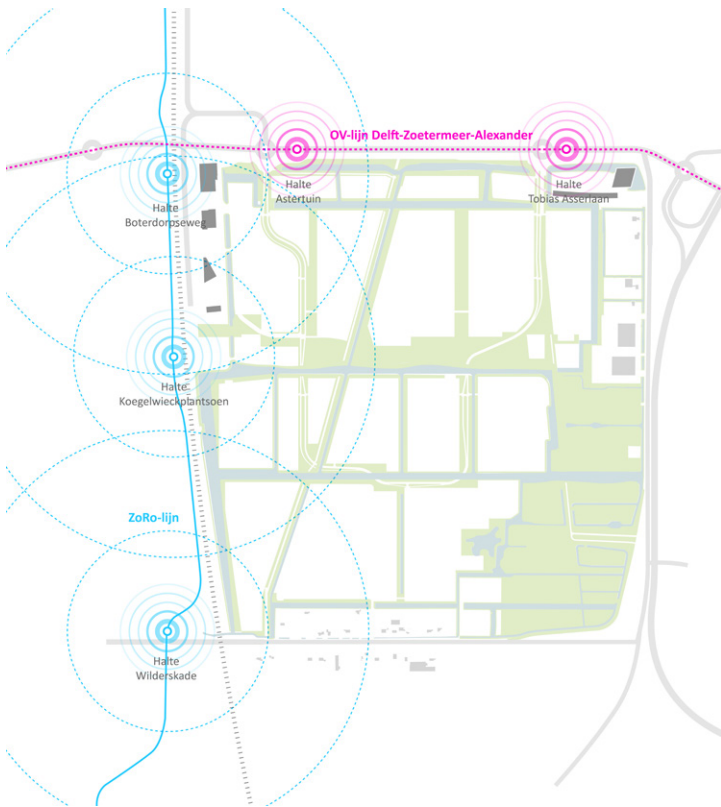 OV-lijn Delft-Zoetermeer-Alexander
Halte
Astertuin
Halte
Tobias Asserlaan
Halte
Boterdorpseweg
Halte
Koegelwieckplantsoen
ZoRo-lijn
Halte
Wilderskade